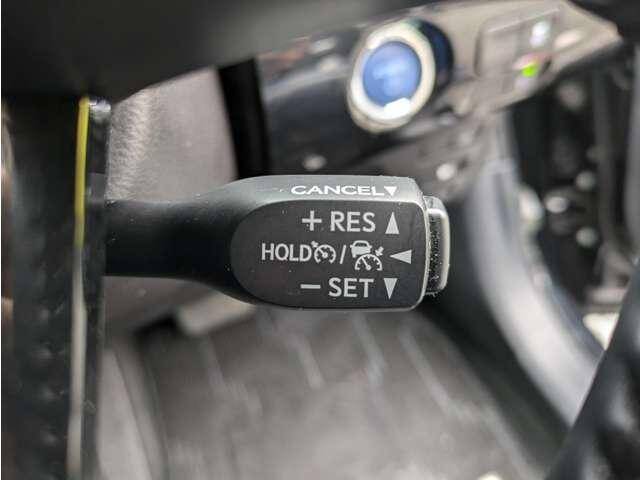 CANCEL▼
+ RES ▲
HOLD / ◀
− SET ▼